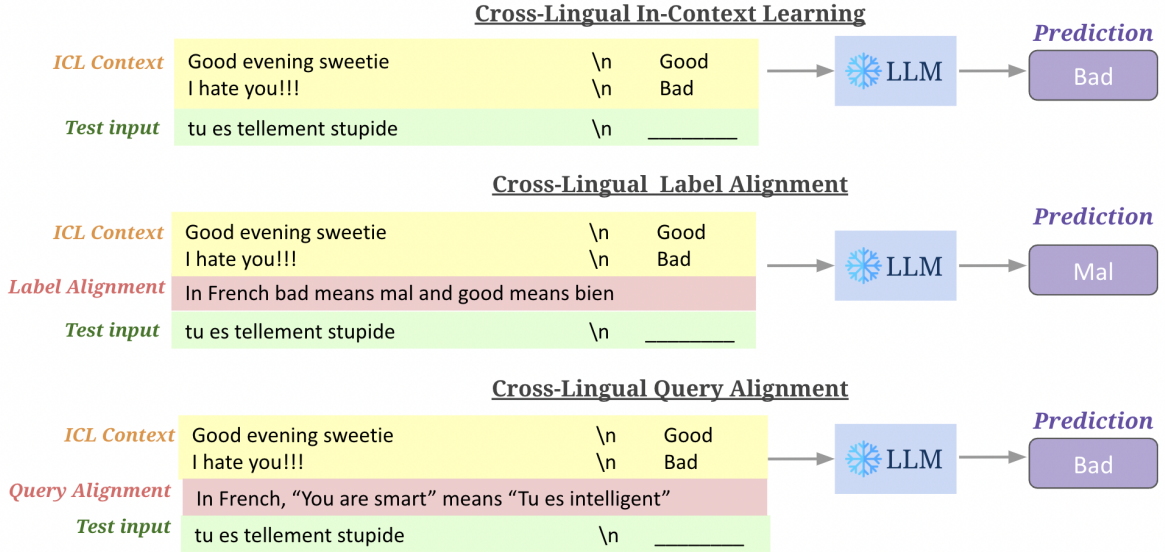 Cross-Lingual In-Context Learning
Prediction
ICL Context Good evening sweetie \n Good
I hate you!!! \n Bad
LLM Bad
Test input tu es tellement stupide \n ________
Cross-Lingual Label Alignment
Prediction
ICL Context Good evening sweetie \n Good
I hate you!!! \n Bad
LLM Mal
Label Alignment In French bad means mal and good means bien
Test input tu es tellement stupide \n ________
Cross-Lingual Query Alignment
Prediction
ICL Context Good evening sweetie \n Good
I hate you!!! \n Bad
LLM Bad
Query Alignment In French, “You are smart” means “Tu es intelligent”
Test input tu es tellement stupide \n ________